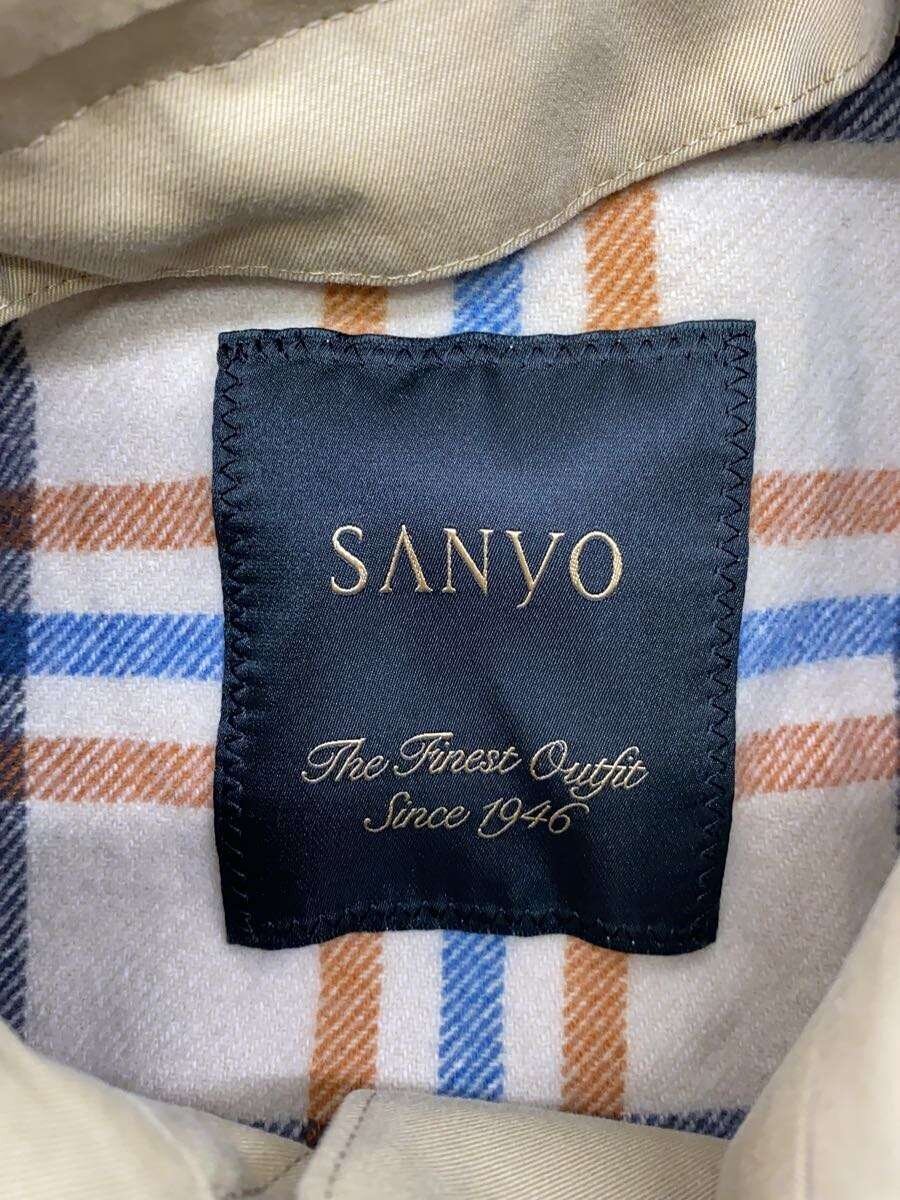 SANYO
The Finest Outfit
Since 1946